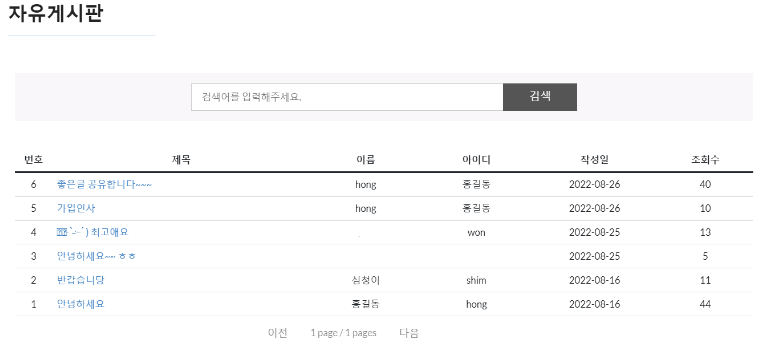 자유게시판
검색어를 입력해주세요. 검색
번호 제목 이름 아이디 작성일 조회수
6 좋은글 공유합니다~~~ hong 홍길동 2022-08-26 40
5 가입인사 hong 홍길동 2022-08-26 10
4 최고애요 . won 2022-08-25 13
3 안녕하세요~~ ㅎㅎ 2022-08-25 5
2 반갑습니당 심청이 shim 2022-08-16 11
1 안녕하세요 홍길동 hong 2022-08-16 44
이전 1 page / 1 pages 다음